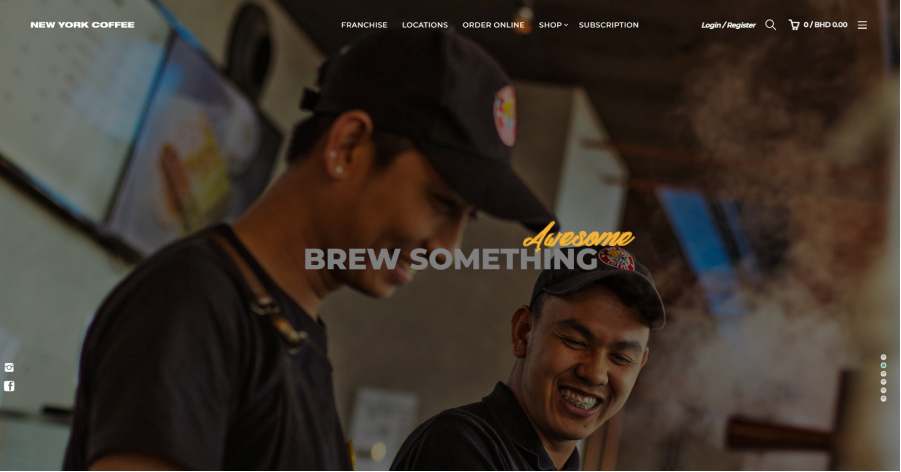 NEW YORK COFFEE
FRANCHISE LOCATIONS ORDER ONLINE SHOP SUBSCRIPTION
Login / Register
0 / BHD 0.00
Awesome
BREW SOMETHING